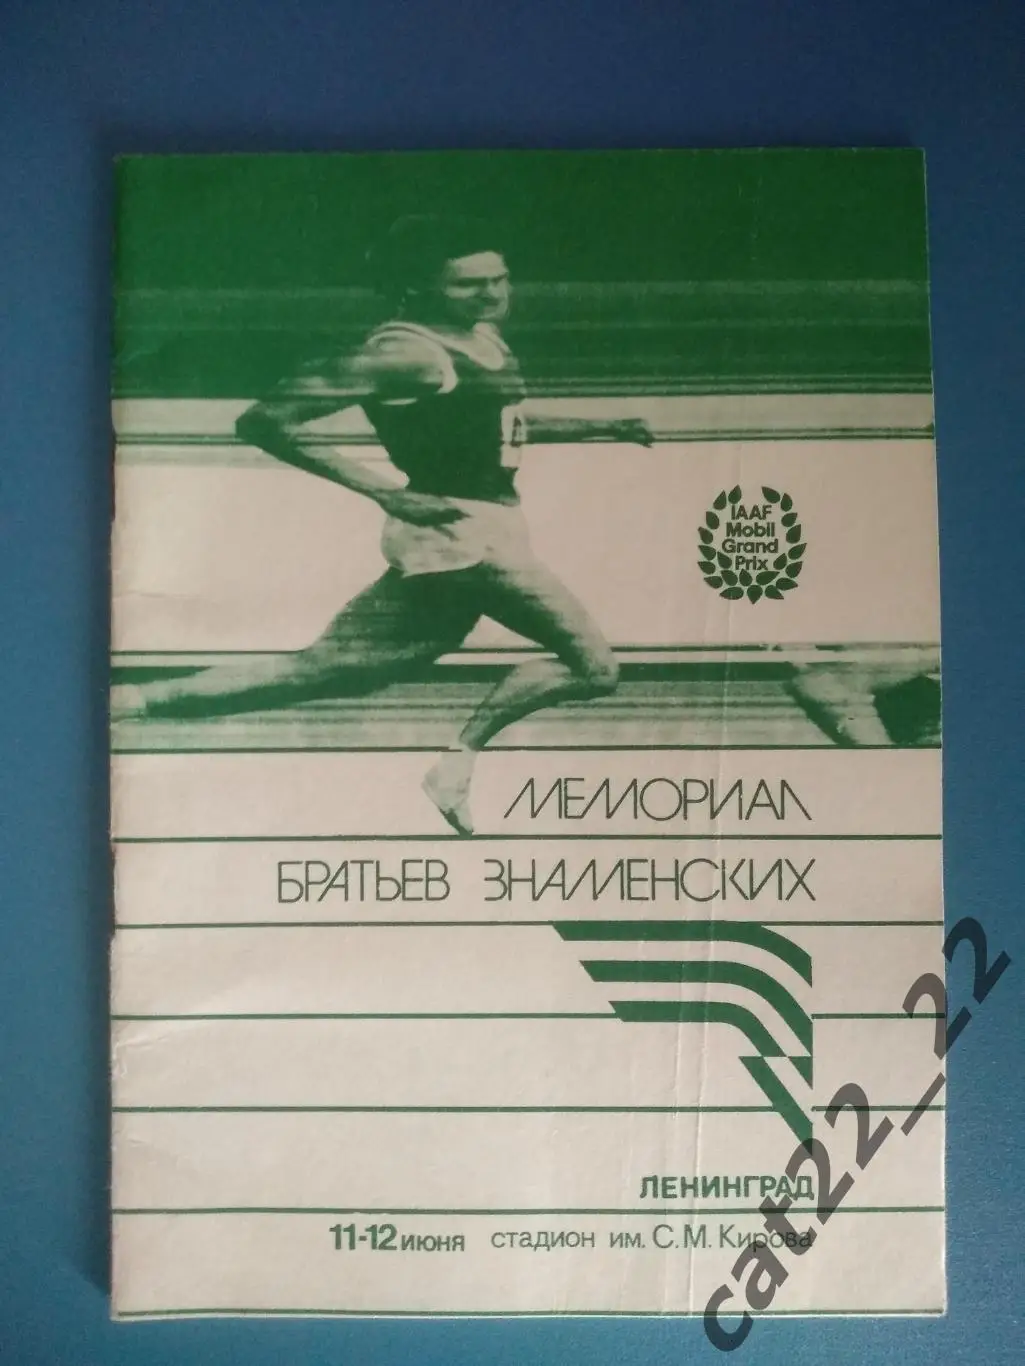 IAAF
Mobil
Grand
Prix
МЕМОРИАЛ
БРАТЬЕВ ЗНАМЕНСКИХ
ЛЕНИНГРАД
11-12 июня стадион им. С.М. Кирова
cat22_22